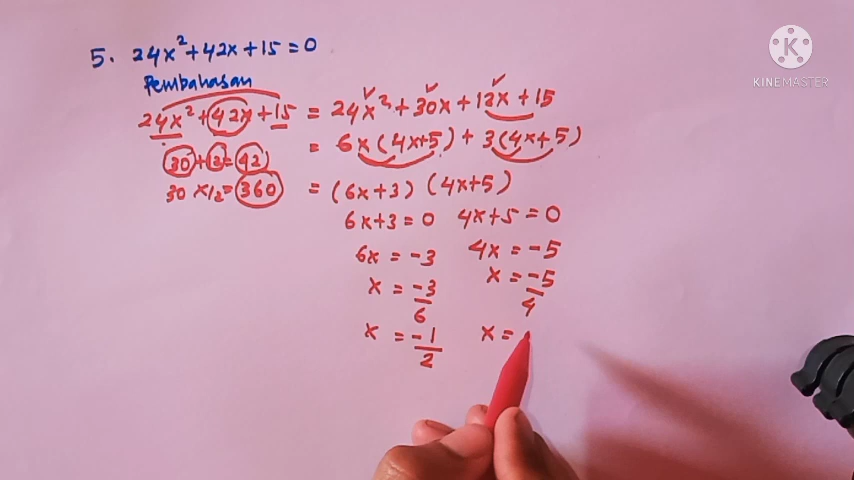 5. 24x² + 42x + 15 = 0
Pembahasan
24x² + 42x + 15 = 24x² + 30x + 12x + 15
30 + 12 = 42 = 6x (4x+5) + 3 (4x+5)
30 x 12 = 360 = (6x+3) (4x+5)
6x+3 = 0 4x+5 = 0
6x = -3 4x = -5
x = -3/6 x = -5/4
x = -1/2 x =
K
KINEMASTER